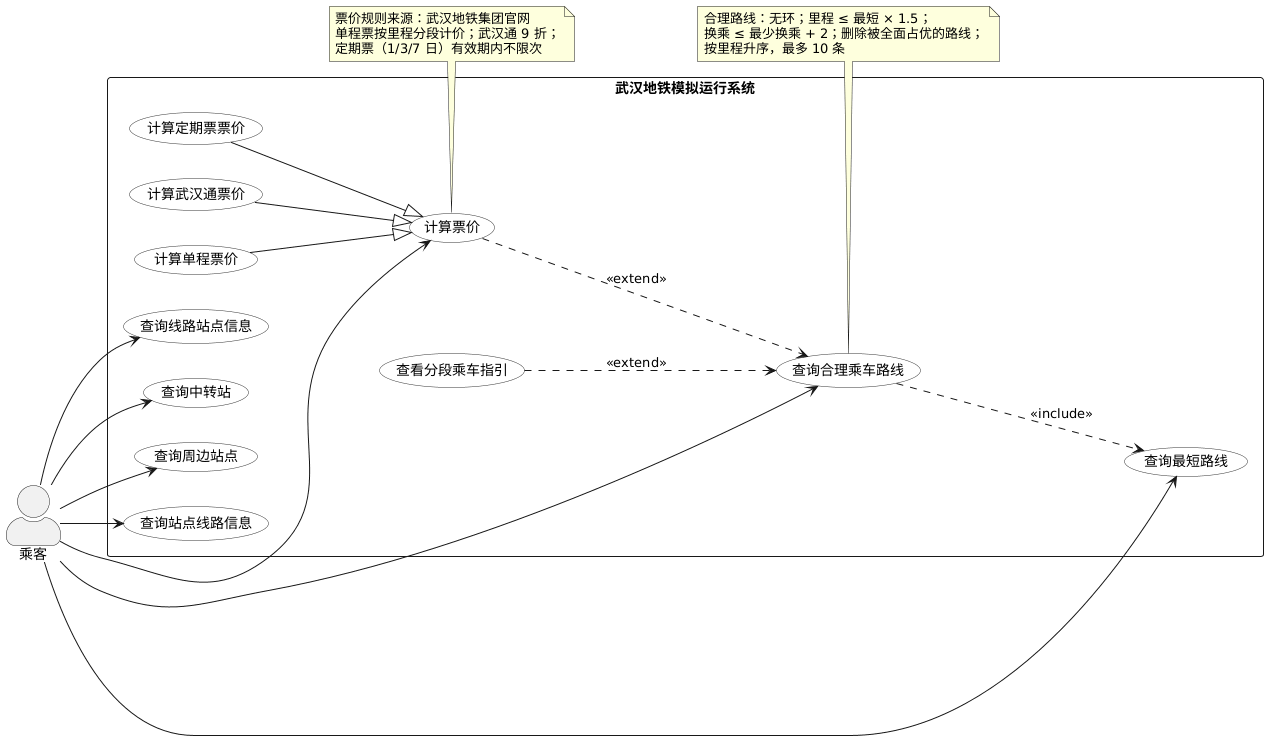 票价规则来源：武汉地铁集团官网
单程票按里程分段计价；武汉通 9 折；
定期票（1/3/7 日）有效期内不限次
合理路线：无环；里程 ≤ 最短 × 1.5；
换乘 ≤ 最少换乘 + 2；删除被全面占优的路线；
按里程升序，最多 10 条
武汉地铁模拟运行系统
计算定期票票价
计算武汉通票价
计算票价
计算单程票价
«extend»
查询线路站点信息
查看分段乘车指引
«extend»
查询合理乘车路线
查询中转站
«include»
查询周边站点
查询最短路线
查询站点线路信息
乘客